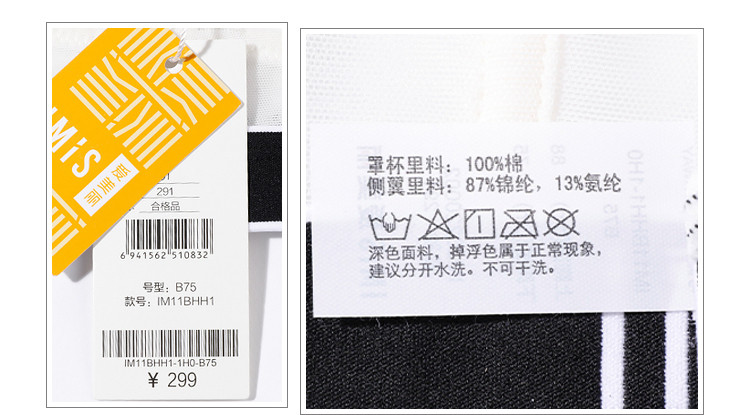 IMiS
爱美丽
291
合格品
6 941562 510832
号型: B75
款号: IM11BHH1
IM11BHH1-1H0-B75
¥ 299
罩杯里料: 100%棉
侧翼里料: 87%锦纶, 13%氨纶
深色面料, 掉浮色属于正常现象,
建议分开水洗。不可干洗。